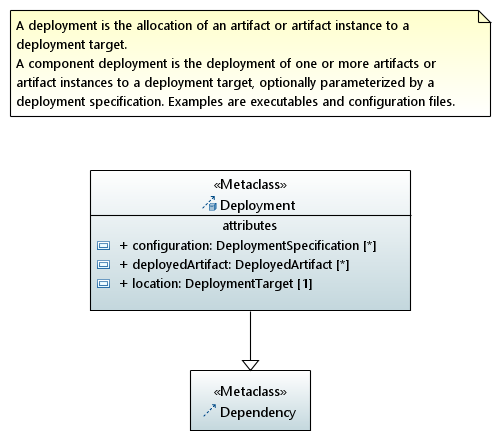 A deployment is the allocation of an artifact or artifact instance to a
deployment target.
A component deployment is the deployment of one or more artifacts or
artifact instances to a deployment target, optionally parameterized by a
deployment specification. Examples are executables and configuration files.
«Metaclass»
Deployment
attributes
+ configuration: DeploymentSpecification [*]
+ deployedArtifact: DeployedArtifact [*]
+ location: DeploymentTarget [1]
«Metaclass»
Dependency